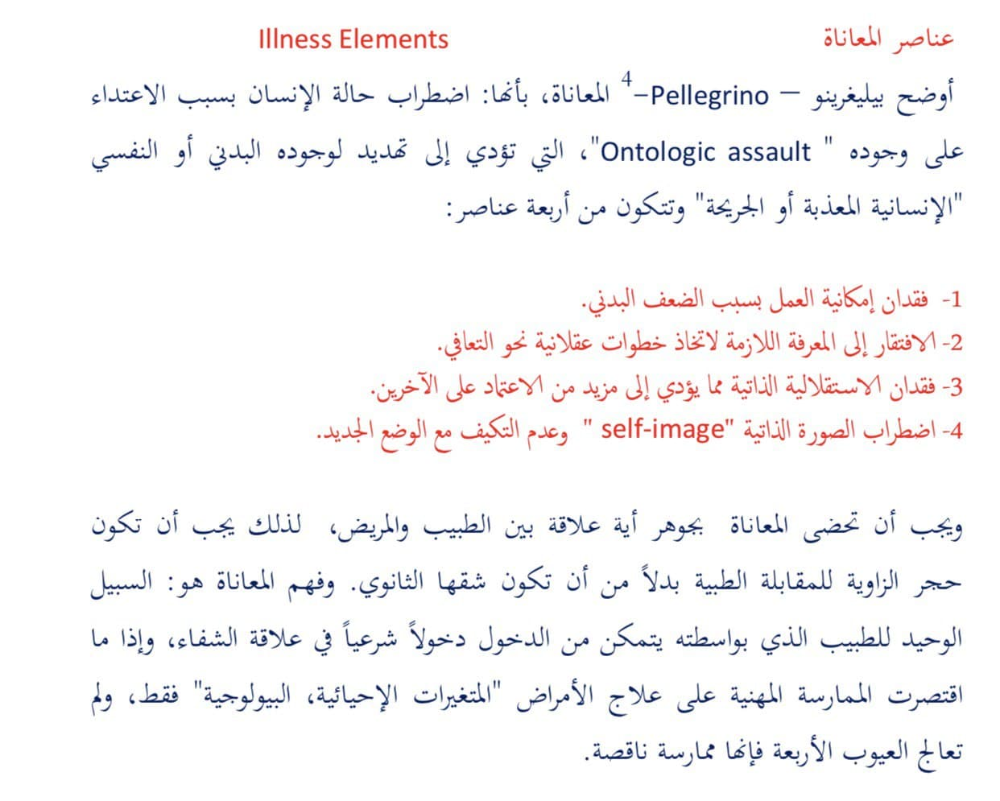 عناصر المعاناة Illness Elements
أوضح بيليغرينو – Pellegrino–4 المعاناة، بأنها: اضطراب حالة الإنسان بسبب الاعتداء
على وجوده " Ontologic assault"، التي تؤدي إلى تهديد لوجوده البدني أو النفسي
"الإنسانية المعذبة أو الجريحة" وتتكون من أربعة عناصر:
1- فقدان إمكانية العمل بسبب الضعف البدني.
2- الافتقار إلى المعرفة اللازمة لاتخاذ خطوات عقلانية نحو التعافي.
3- فقدان الاستقلالية الذاتية مما يؤدي إلى مزيد من الاعتماد على الآخرين.
4- اضطراب الصورة الذاتية "self-image " وعدم التكيف مع الوضع الجديد.
ويجب أن تحضى المعاناة بجوهر أية علاقة بين الطبيب والمريض، لذلك يجب أن تكون
حجر الزاوية للمقابلة الطبية بدلاً من أن تكون شقها الثانوي. وفهم المعاناة هو: السبيل
الوحيد للطبيب الذي بواسطته يتمكن من الدخول دخولاً شرعياً في علاقة الشفاء، وإذا ما
اقتصرت الممارسة المهنية على علاج الأمراض "المتغيرات الإحيائية، البيولوجية" فقط، ولم
تعالج العيوب الأربعة فإنها ممارسة ناقصة.